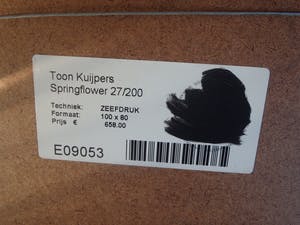 Toon Kuijpers
Springflower 27/200
Techniek: ZEEFDRUK
Formaat: 100 x 80
Prijs € 658.00
E09053